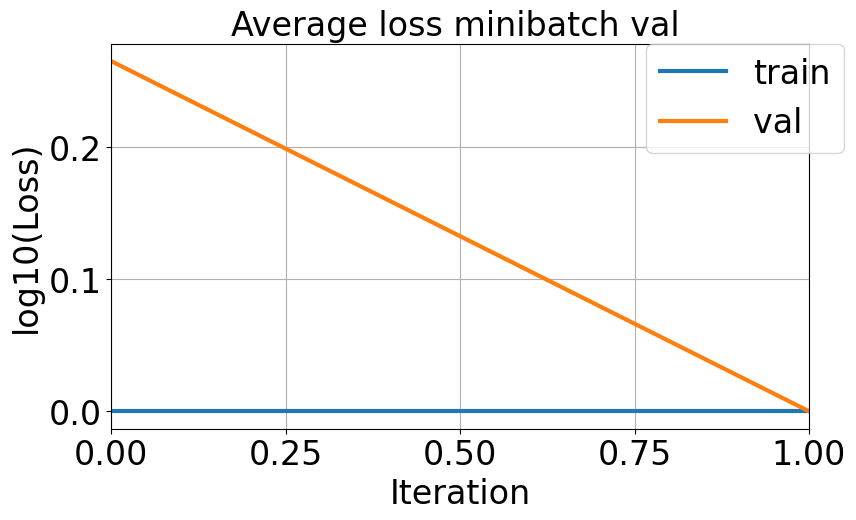 Average loss minibatch val
train
val
log10(Loss)
0.2
0.1
0.0
0.00 0.25 0.50 0.75 1.00
Iteration